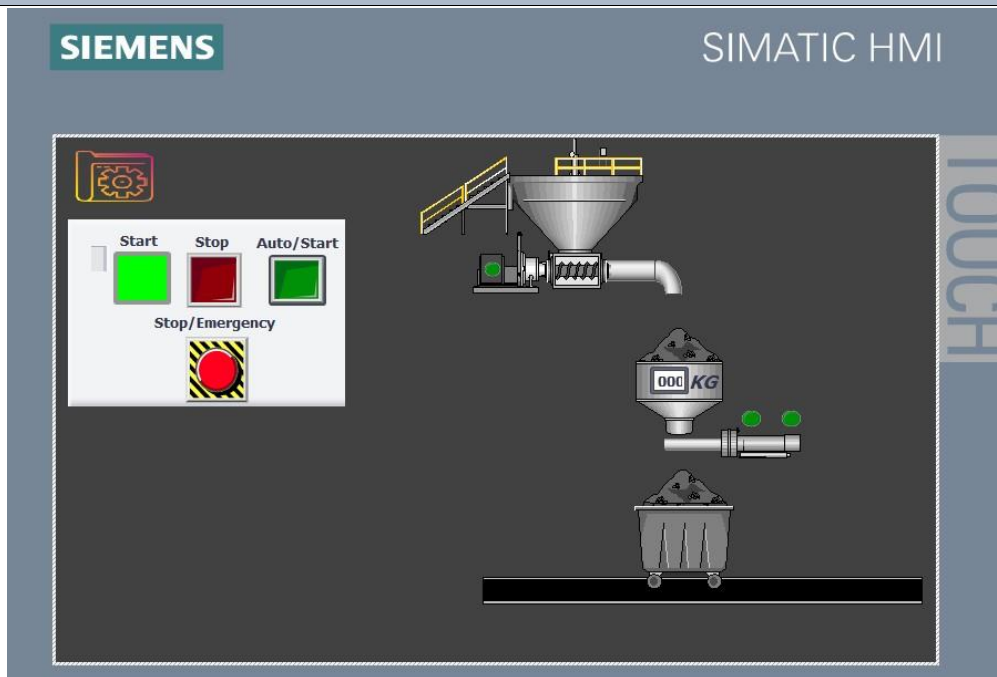 SIEMENS
SIMATIC HMI
TOUCH
Start
Stop
Auto/Start
Stop/Emergency
000 KG